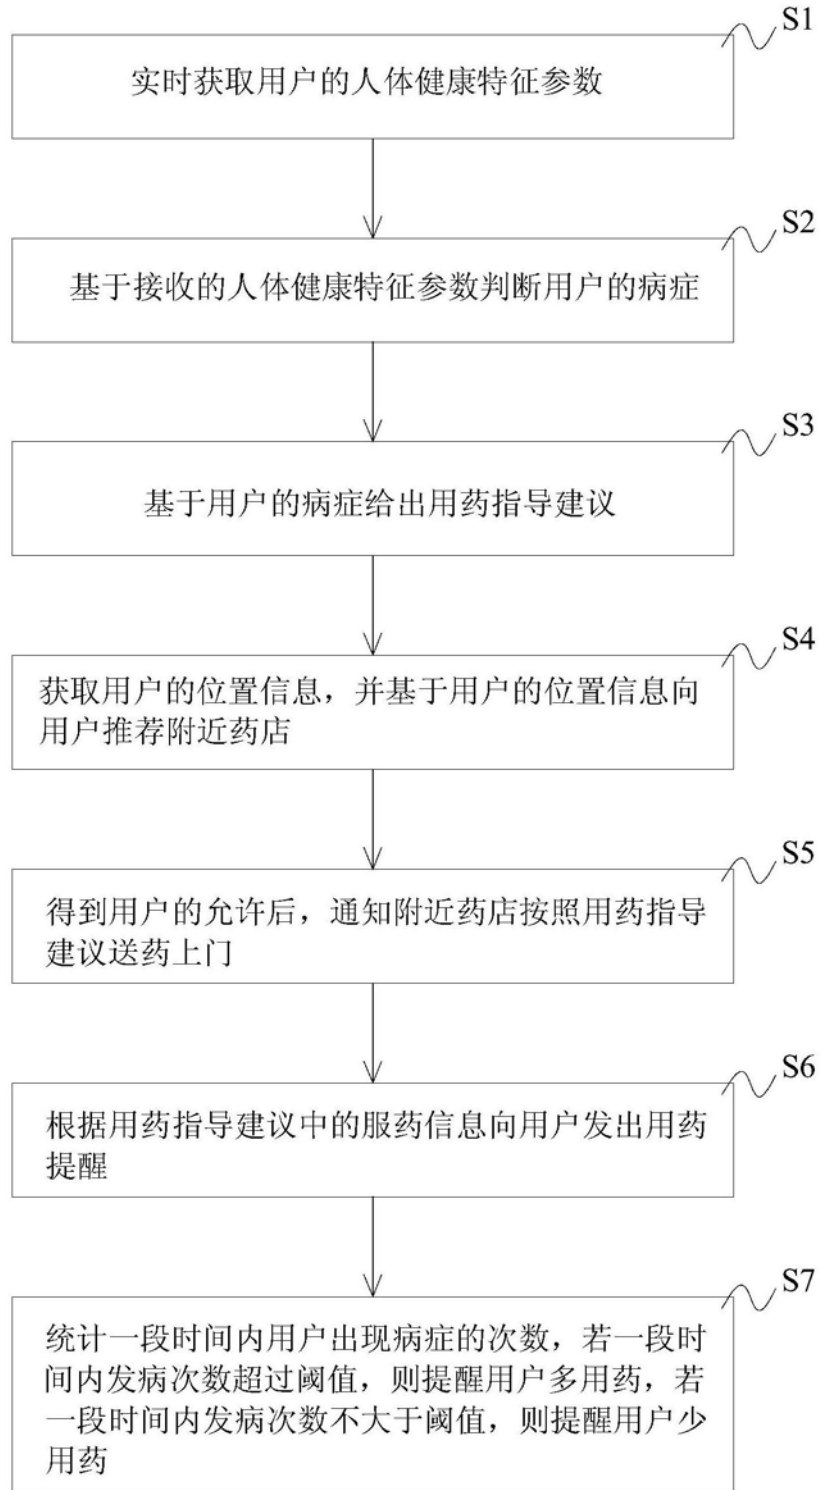 S1
实时获取用户的人体健康特征参数
S2
基于接收的人体健康特征参数判断用户的病症
S3
基于用户的病症给出用药指导建议
S4
获取用户的位置信息，并基于用户的位置信息向
用户推荐附近药店
S5
得到用户的允许后，通知附近药店按照用药指导
建议送药上门
S6
根据用药指导建议中的服药信息向用户发出用药
提醒
S7
统计一段时间内用户出现病症的次数，若一段时
间内发病次数超过阈值，则提醒用户多用药，若
一段时间内发病次数不大于阈值，则提醒用户少
用药